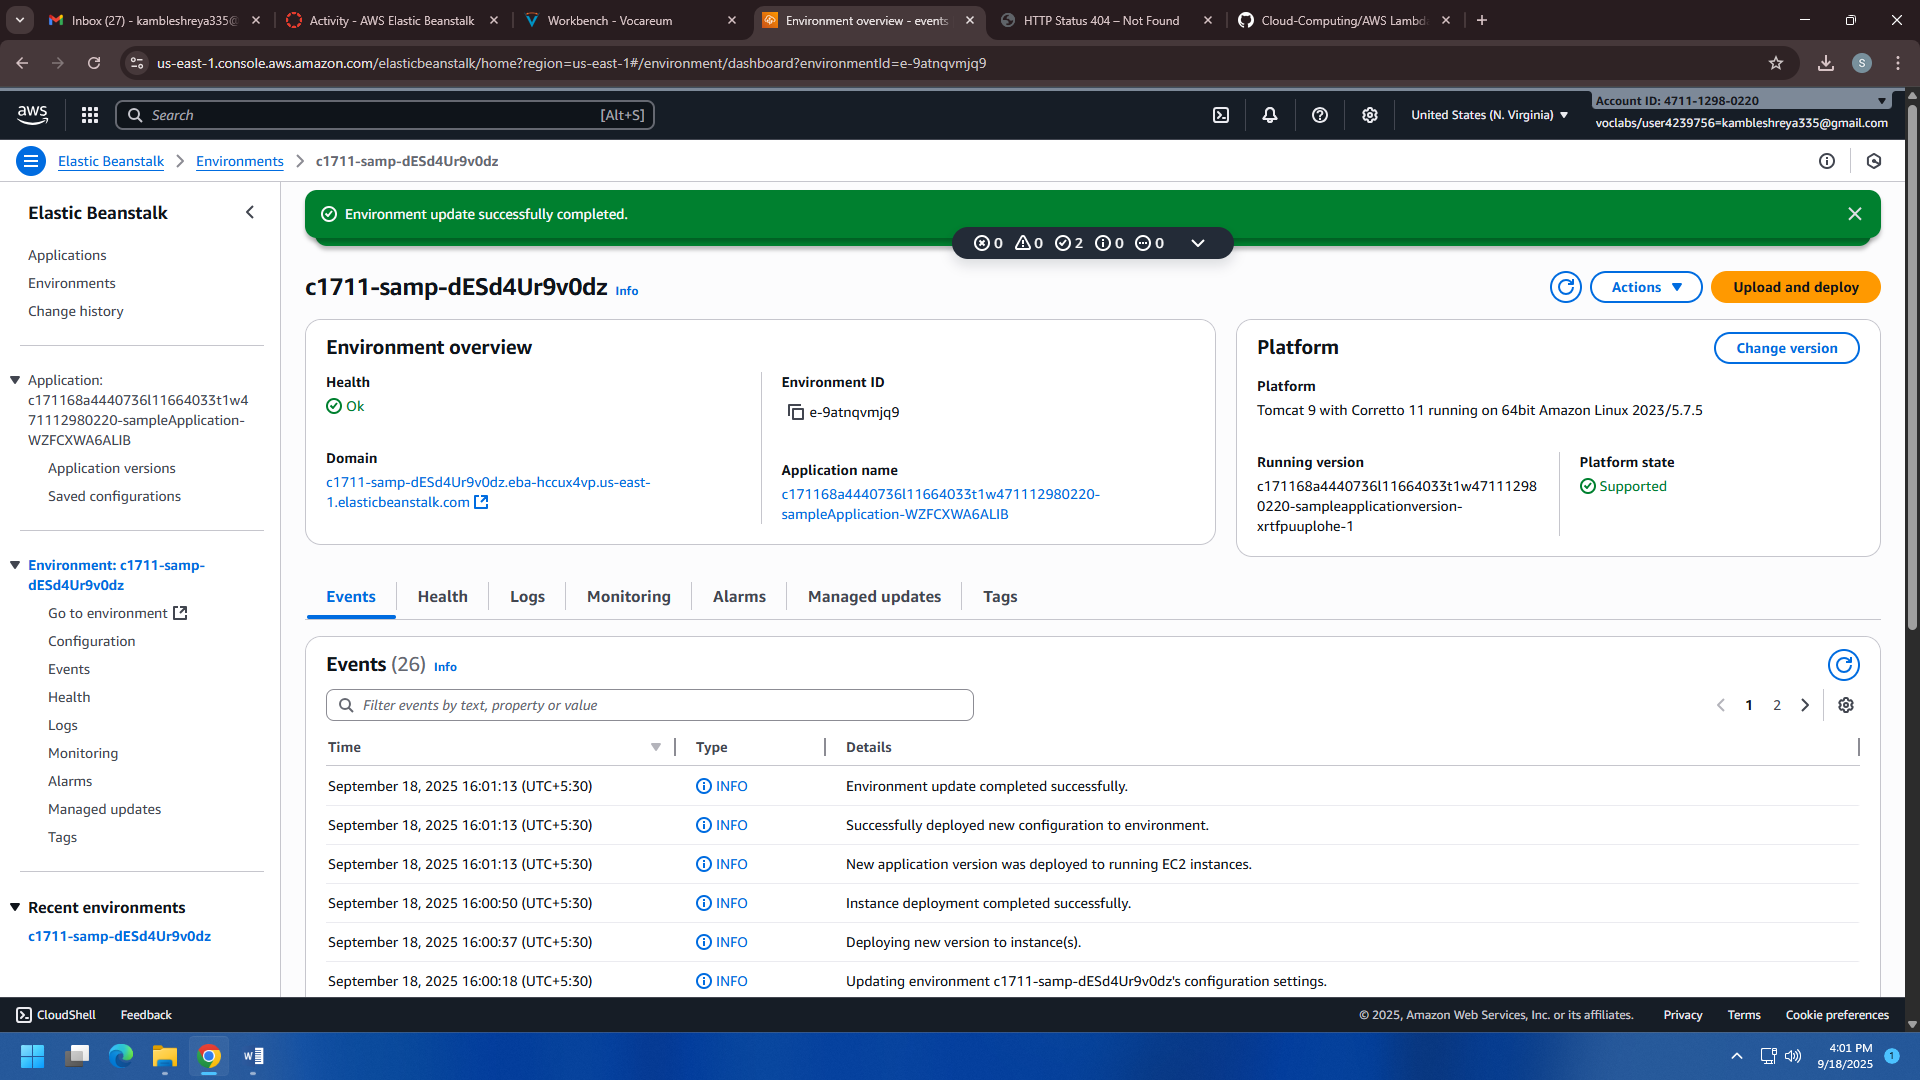 Inbox (27) - kambleshreya335@
Activity - AWS Elastic Beanstalk
Workbench - Vocareum
Environment overview - events
HTTP Status 404 – Not Found
Cloud-Computing/AWS Lambd
us-east-1.console.aws.amazon.com/elasticbeanstalk/home?region=us-east-1#/environment/dashboard?environmentId=e-9atnqvmjq9
S
aws
Search
[Alt+S]
United States (N. Virginia)
Account ID: 4711-1298-0220
voclabs/user4239756=kambleshreya335@gmail.com
Elastic Beanstalk
Environments
c1711-samp-dESd4Ur9v0dz
Elastic Beanstalk
Applications
Environments
Change history
Application:
c171168a4440736l11664033t1w4
71112980220-sampleApplication-
WZFCXWA6ALIB
Application versions
Saved configurations
Environment: c1711-samp-
dESd4Ur9v0dz
Go to environment
Configuration
Events
Health
Logs
Monitoring
Alarms
Managed updates
Tags
Recent environments
c1711-samp-dESd4Ur9v0dz
Environment update successfully completed.
0 0 2 0 0
c1711-samp-dESd4Ur9v0dz Info
Actions
Upload and deploy
Environment overview
Health
Ok
Domain
c1711-samp-dESd4Ur9v0dz.eba-hccux4vp.us-east-
1.elasticbeanstalk.com
Environment ID
e-9atnqvmjq9
Application name
c171168a4440736l11664033t1w471112980220-
sampleApplication-WZFCXWA6ALIB
Platform
Change version
Platform
Tomcat 9 with Corretto 11 running on 64bit Amazon Linux 2023/5.7.5
Running version
c171168a4440736l11664033t1w47111298
0220-sampleapplicationversion-
xrtfpuuplohe-1
Platform state
Supported
Events
Health
Logs
Monitoring
Alarms
Managed updates
Tags
Events (26) Info
Filter events by text, property or value
1 2
Time Type Details
September 18, 2025 16:01:13 (UTC+5:30) INFO Environment update completed successfully.
September 18, 2025 16:01:13 (UTC+5:30) INFO Successfully deployed new configuration to environment.
September 18, 2025 16:01:13 (UTC+5:30) INFO New application version was deployed to running EC2 instances.
September 18, 2025 16:00:50 (UTC+5:30) INFO Instance deployment completed successfully.
September 18, 2025 16:00:37 (UTC+5:30) INFO Deploying new version to instance(s).
September 18, 2025 16:00:18 (UTC+5:30) INFO Updating environment c1711-samp-dESd4Ur9v0dz's configuration settings.
CloudShell
Feedback
© 2025, Amazon Web Services, Inc. or its affiliates.
Privacy
Terms
Cookie preferences
4:01 PM
9/18/2025
1